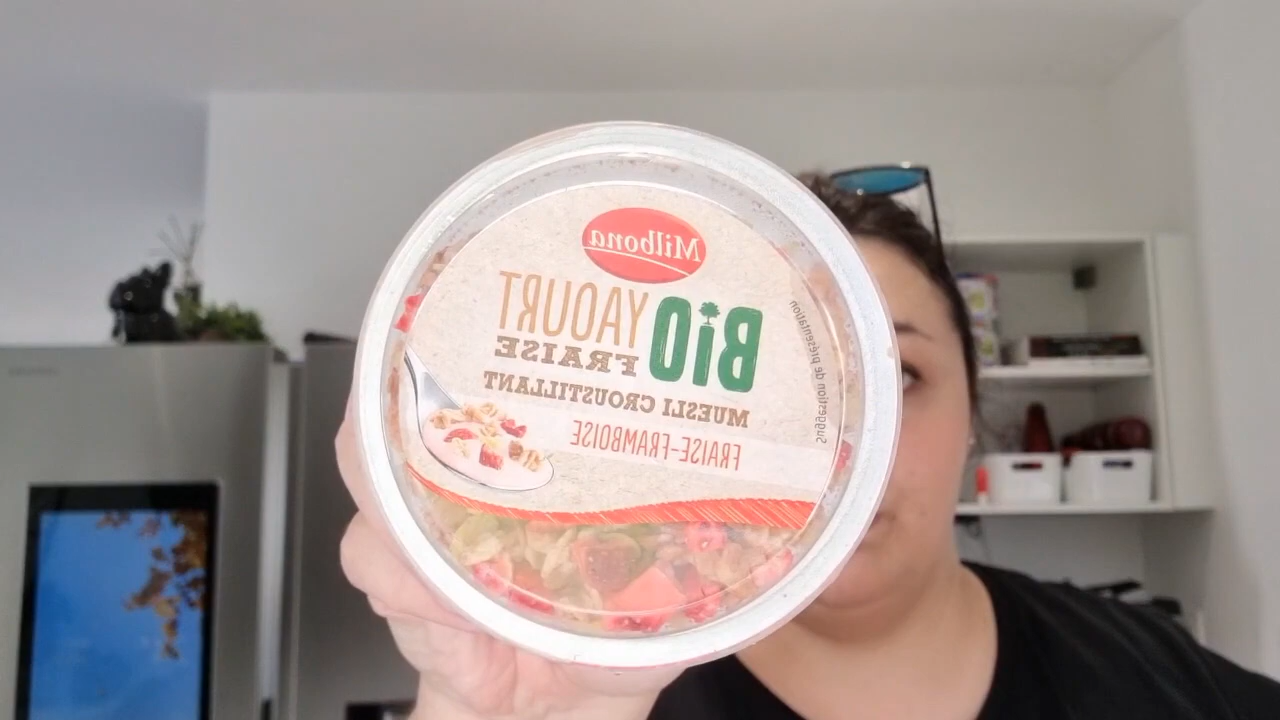 Milbona
BIO YAOURT
FRAISE
MUESLI CROUSTILLANT
FRAISE-FRAMBOISE
Suggestion de présentation